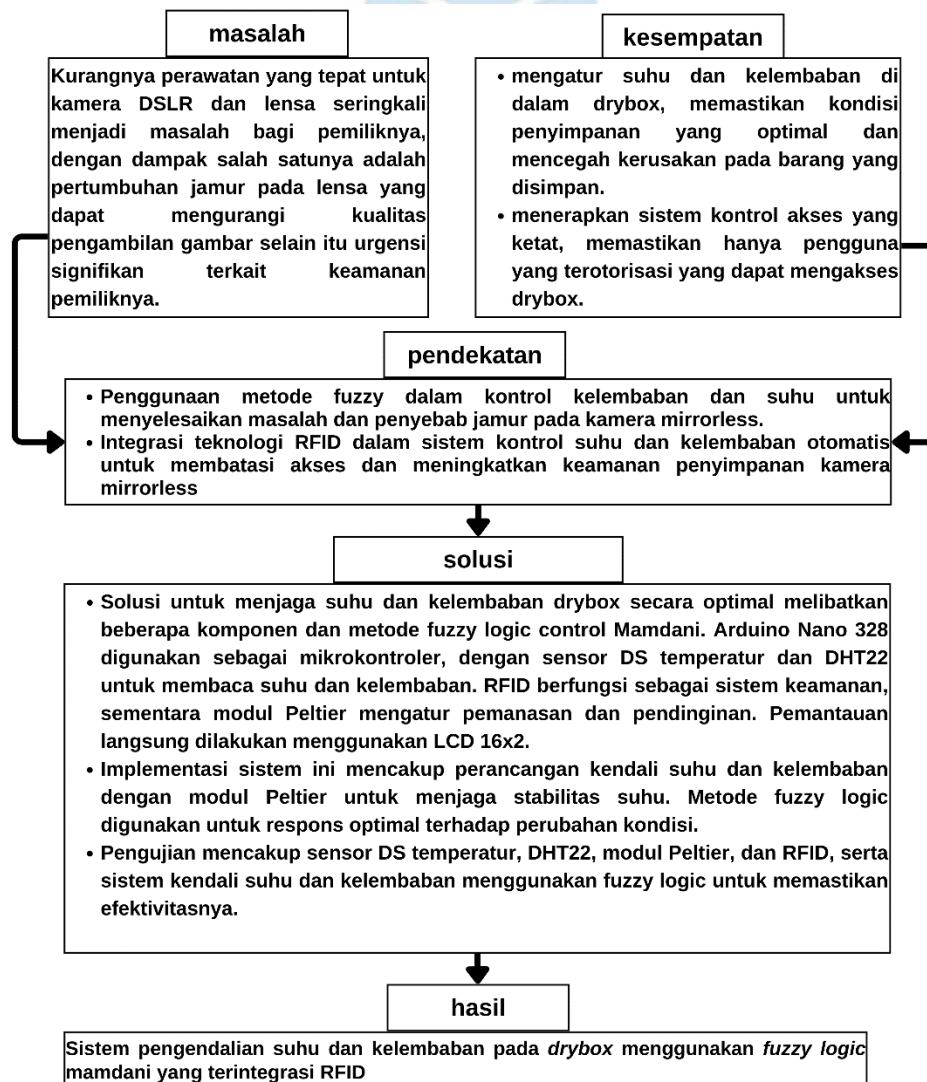 masalah
Kurangnya perawatan yang tepat untuk
kamera DSLR dan lensa seringkali
menjadi masalah bagi pemiliknya,
dengan dampak salah satunya adalah
pertumbuhan jamur pada lensa yang
dapat mengurangi kualitas
pengambilan gambar selain itu urgensi
signifikan terkait keamanan
pemiliknya.
kesempatan
• mengatur suhu dan kelembaban di
dalam drybox, memastikan kondisi
penyimpanan yang optimal dan
mencegah kerusakan pada barang yang
disimpan.
• menerapkan sistem kontrol akses yang
ketat, memastikan hanya pengguna
yang terotorisasi yang dapat mengakses
drybox.
pendekatan
• Penggunaan metode fuzzy dalam kontrol kelembaban dan suhu untuk
menyelesaikan masalah dan penyebab jamur pada kamera mirrorless.
• Integrasi teknologi RFID dalam sistem kontrol suhu dan kelembaban otomatis
untuk membatasi akses dan meningkatkan keamanan penyimpanan kamera
mirrorless
solusi
• Solusi untuk menjaga suhu dan kelembaban drybox secara optimal melibatkan
beberapa komponen dan metode fuzzy logic control Mamdani. Arduino Nano 328
digunakan sebagai mikrokontroler, dengan sensor DS temperatur dan DHT22
untuk membaca suhu dan kelembaban. RFID berfungsi sebagai sistem keamanan,
sementara modul Peltier mengatur pemanasan dan pendinginan. Pemantauan
langsung dilakukan menggunakan LCD 16x2.
• Implementasi sistem ini mencakup perancangan kendali suhu dan kelembaban
dengan modul Peltier untuk menjaga stabilitas suhu. Metode fuzzy logic
digunakan untuk respons optimal terhadap perubahan kondisi.
• Pengujian mencakup sensor DS temperatur, DHT22, modul Peltier, dan RFID, serta
sistem kendali suhu dan kelembaban menggunakan fuzzy logic untuk memastikan
efektivitasnya.
hasil
Sistem pengendalian suhu dan kelembaban pada drybox menggunakan fuzzy logic
mamdani yang terintegrasi RFID